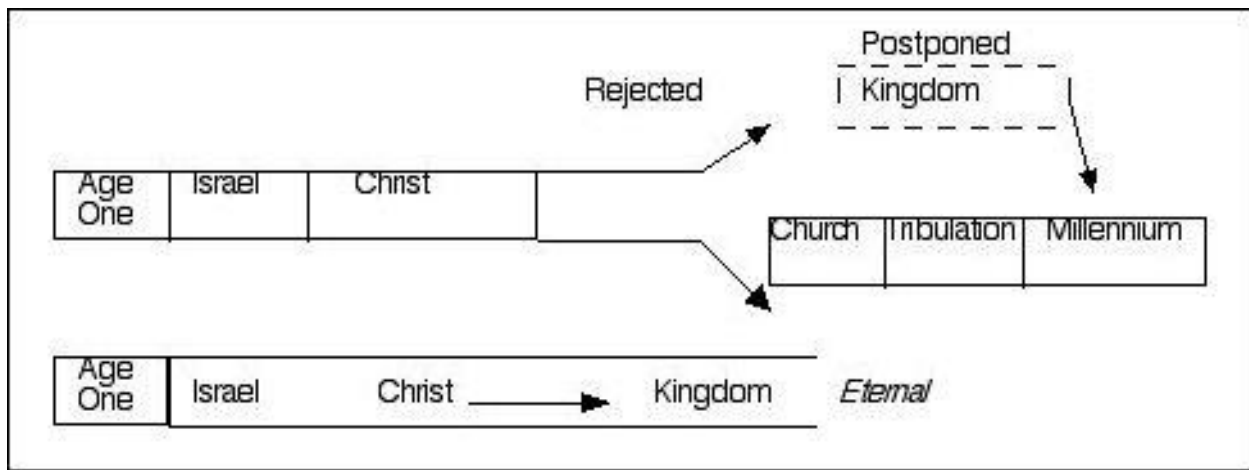 Postponed
Rejected
Kingdom
Age
One
Israel
Christ
Church
Tribulation
Millennium
Age
One
Israel
Christ
Kingdom
Eternal